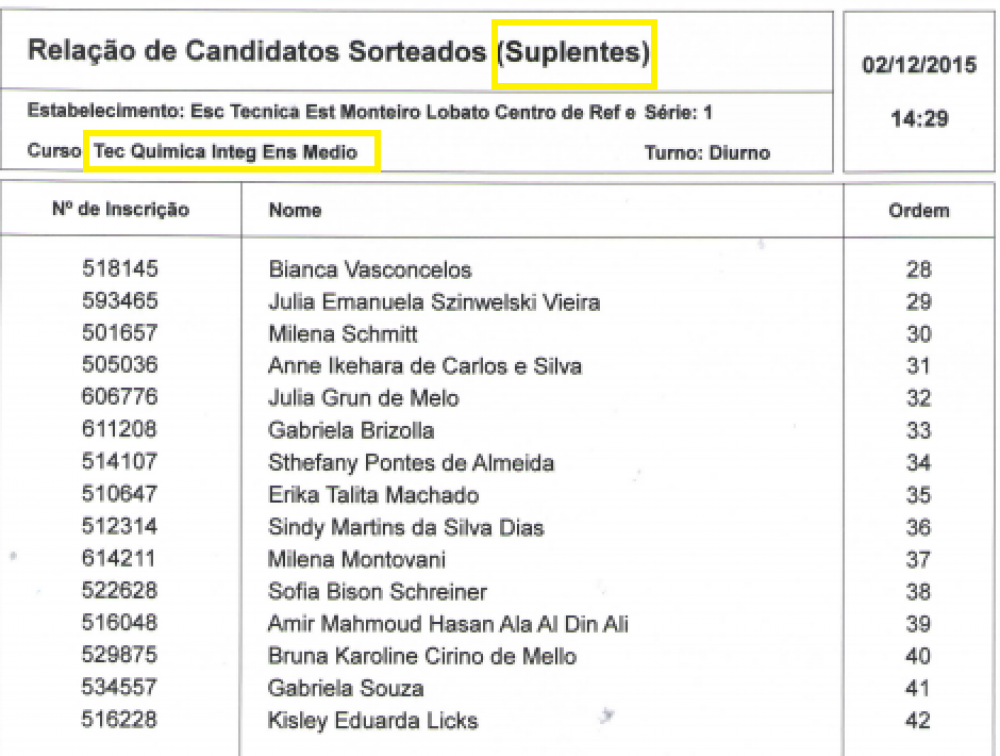 Relação de Candidatos Sorteados (Suplentes)
02/12/2015
14:29
Estabelecimento: Esc Tecnica Est Monteiro Lobato Centro de Ref e Série: 1
Curso Tec Quimica Integ Ens Medio Turno: Diurno
Nº de Inscrição Nome Ordem
518145 Bianca Vasconcelos 28
593465 Julia Emanuela Szinwelski Vieira 29
501657 Milena Schmitt 30
505036 Anne Ikehara de Carlos e Silva 31
606776 Julia Grun de Melo 32
611208 Gabriela Brizolla 33
514107 Sthefany Pontes de Almeida 34
510647 Erika Talita Machado 35
512314 Sindy Martins da Silva Dias 36
614211 Milena Montovani 37
522628 Sofia Bison Schreiner 38
516048 Amir Mahmoud Hasan Ala Al Din Ali 39
529875 Bruna Karoline Cirino de Mello 40
534557 Gabriela Souza 41
516228 Kisley Eduarda Licks 42